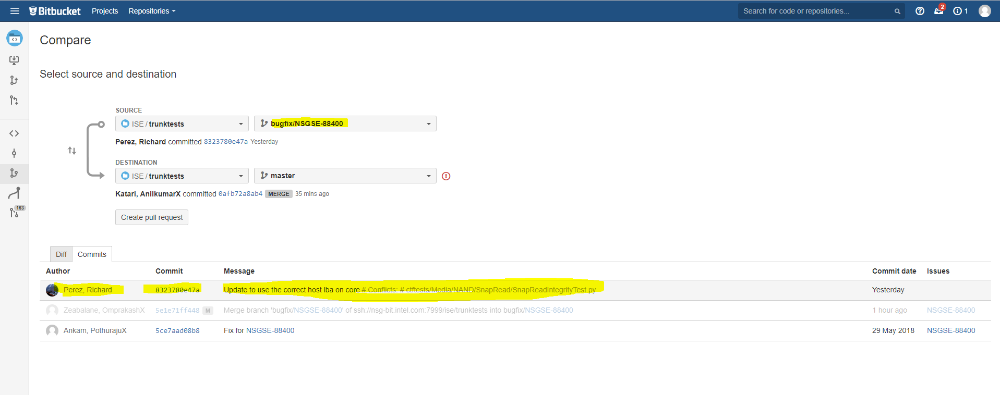 Bitbucket Projects Repositories Search for code or repositories... 2 1
Compare
Select source and destination
SOURCE
ISE / trunktests bugfix/NSGSE-88400
Perez, Richard committed 8323780e47a Yesterday
DESTINATION
ISE / trunktests master
Katari, AnilkumarX committed 0afb72a8ab4 MERGE 35 mins ago
163
Create pull request
Diff Commits
Author Commit Message Commit date Issues
Perez, Richard 8323780e47a Update to use the correct host lba on core # Conflicts: # ctftests/Media/NAND/SnapRead/SnapReadIntegrityTest.py Yesterday
Zeabalane, OmprakashX 5e1e71ff448 M Merge branch 'bugfix/NSGSE-88400' of ssh://nsg-bit.intel.com:7999/ise/trunktests into bugfix/NSGSE-88400 1 hour ago NSGSE-88400
Ankam, PothurajuX 5ce7aad08b8 Fix for NSGSE-88400 29 May 2018 NSGSE-88400